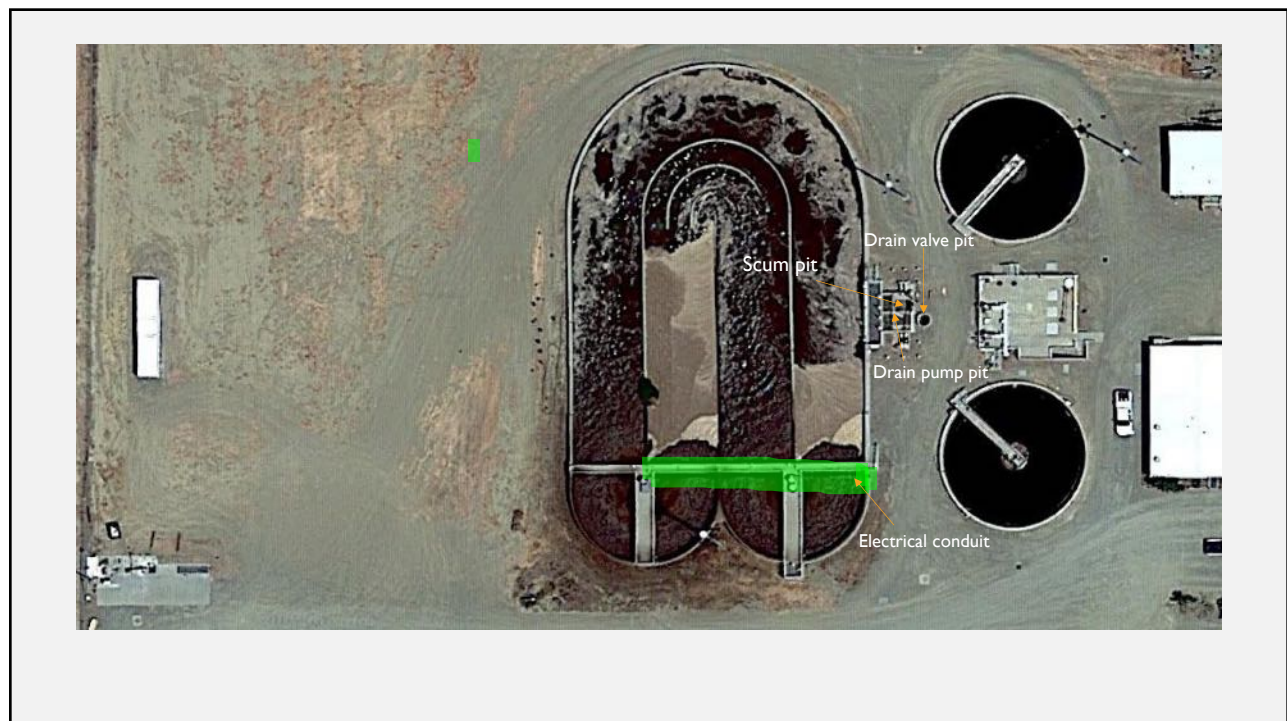 Drain valve pit
Scum pit
Drain pump pit
Electrical conduit